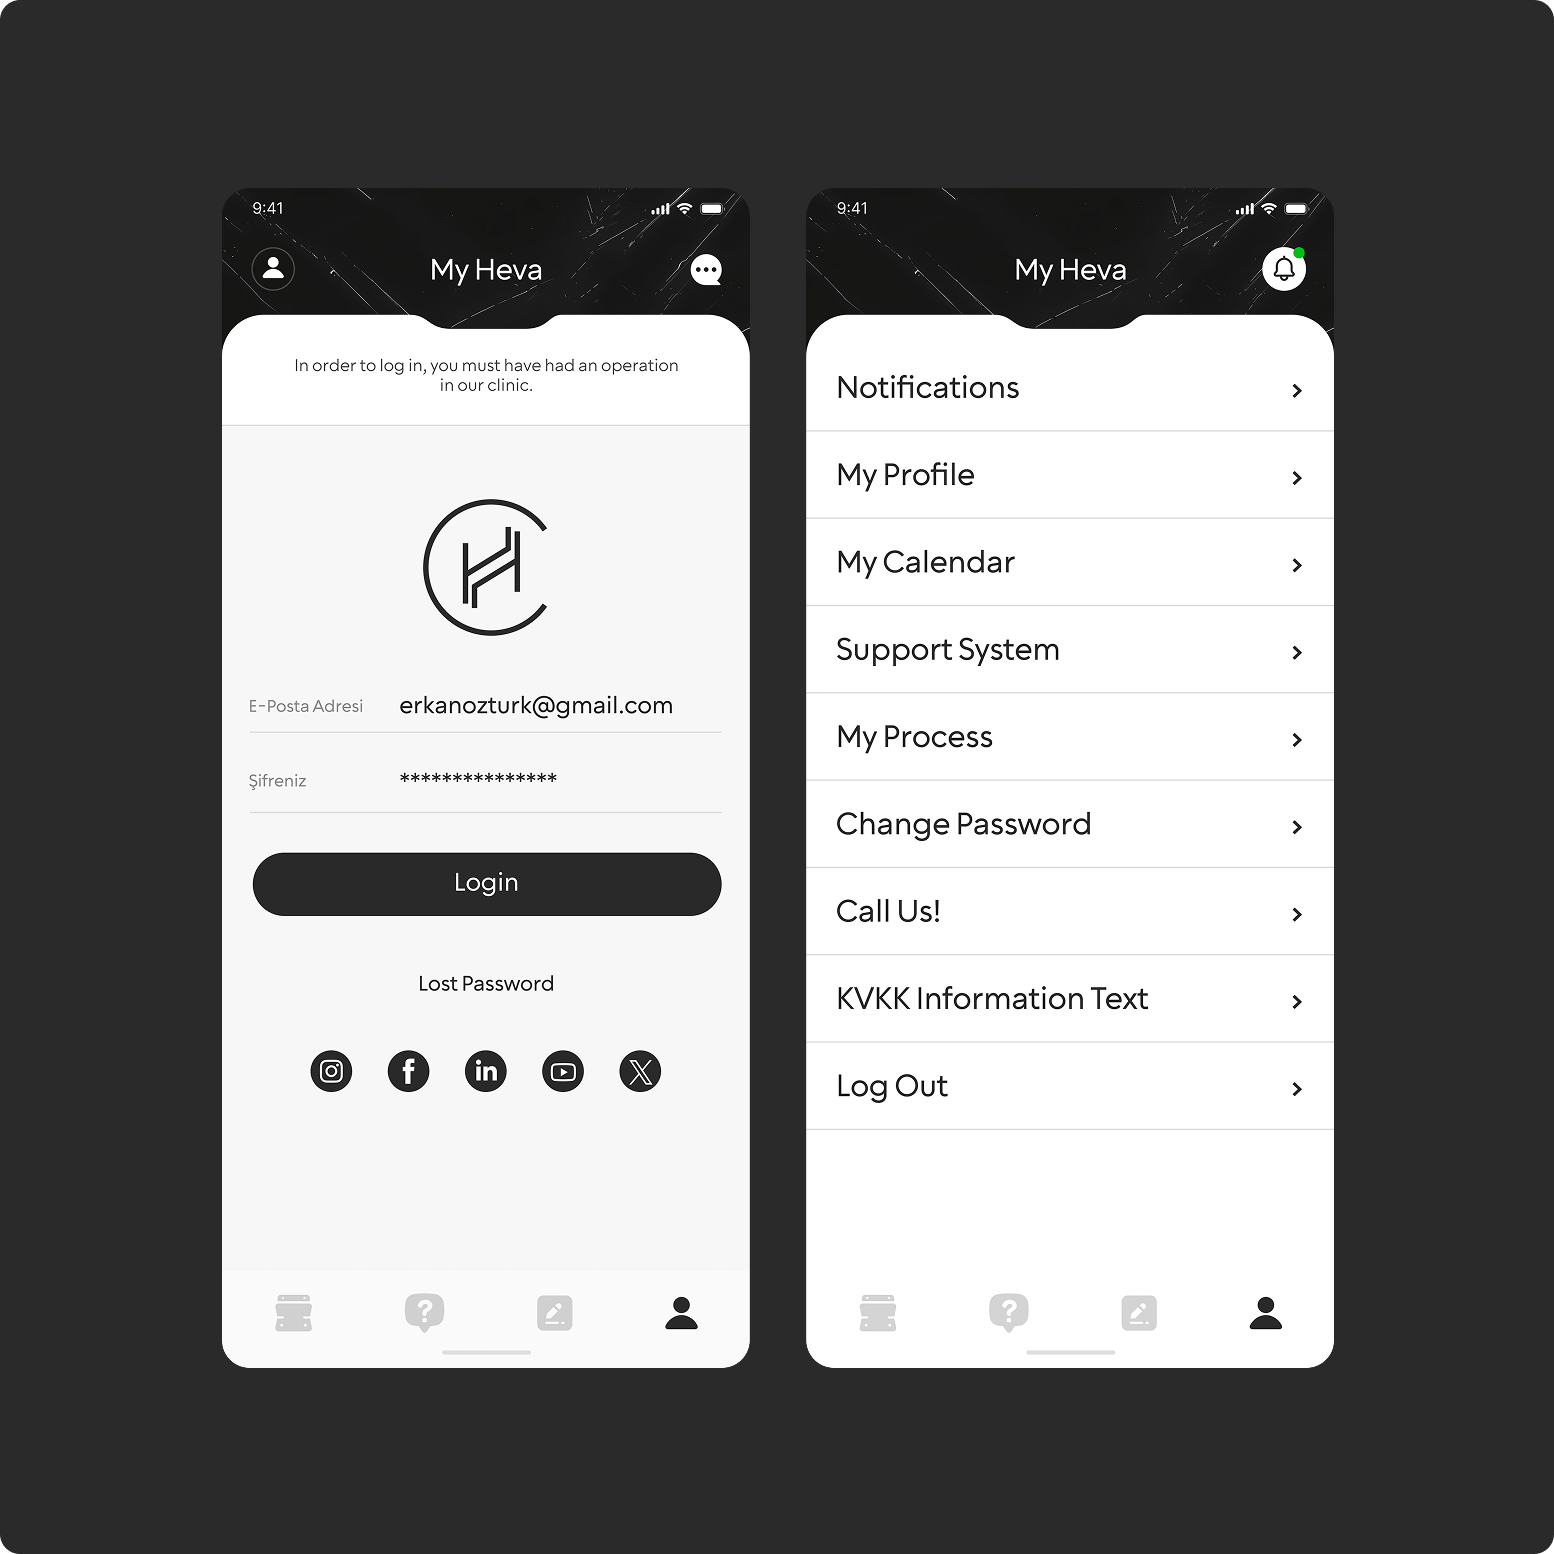 9:41
My Heva
In order to log in, you must have had an operation
in our clinic.
E-Posta Adresi erkanozturk@gmail.com
Şifreniz ***************
Login
Lost Password
9:41
My Heva
Notifications
My Profile
My Calendar
Support System
My Process
Change Password
Call Us!
KVKK Information Text
Log Out